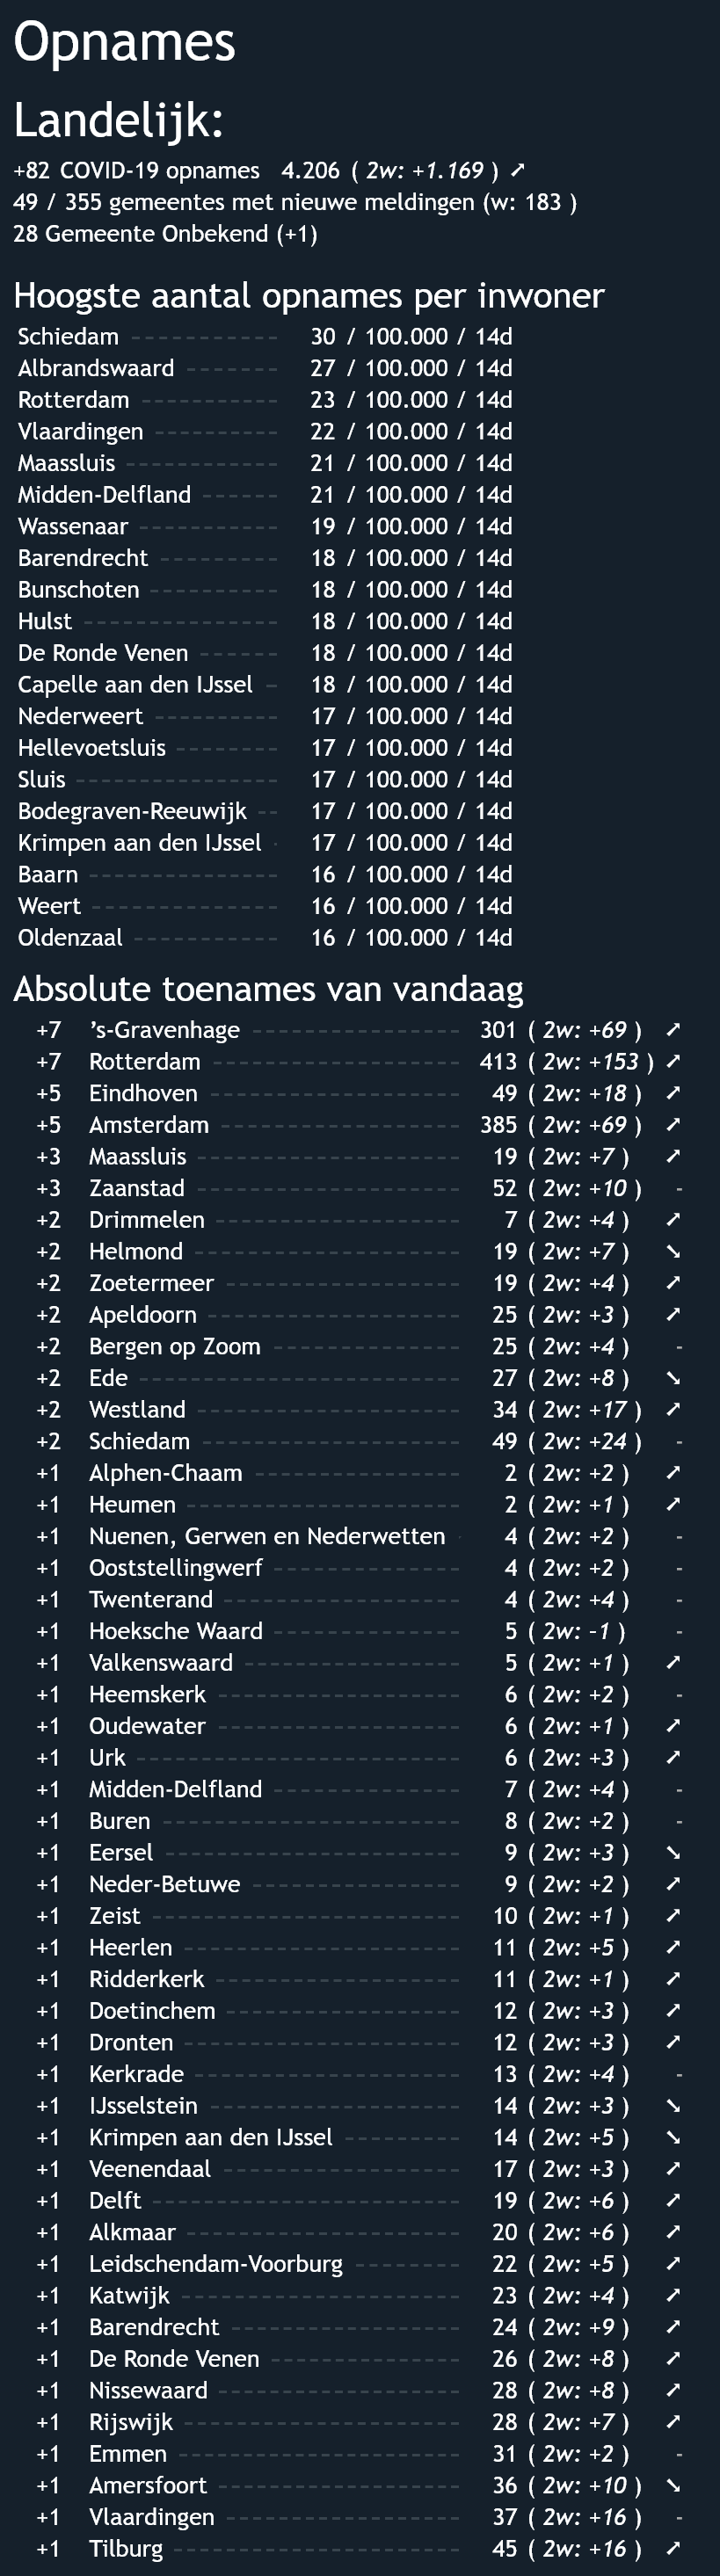 Opnames
Landelijk:
+82 COVID-19 opnames 4.206 ( 2w: +1.169 ) ➚
49 / 355 gemeentes met nieuwe meldingen (w: 183 )
28 Gemeente Onbekend (+1)
Hoogste aantal opnames per inwoner
Schiedam ----------- 30 / 100.000 / 14d
Albrandswaard ------- 27 / 100.000 / 14d
Rotterdam ---------- 23 / 100.000 / 14d
Vlaardingen --------- 22 / 100.000 / 14d
Maassluis ----------- 21 / 100.000 / 14d
Midden-Delfland ------ 21 / 100.000 / 14d
Wassenaar ---------- 19 / 100.000 / 14d
Barendrecht -------- 18 / 100.000 / 14d
Bunschoten --------- 18 / 100.000 / 14d
Hulst -------------- 18 / 100.000 / 14d
De Ronde Venen ------ 18 / 100.000 / 14d
Capelle aan den IJssel - 18 / 100.000 / 14d
Nederweert --------- 17 / 100.000 / 14d
Hellevoetsluis ------- 17 / 100.000 / 14d
Sluis --------------- 17 / 100.000 / 14d
Bodegraven-Reeuwijk -- 17 / 100.000 / 14d
Krimpen aan den IJssel - 17 / 100.000 / 14d
Baarn -------------- 16 / 100.000 / 14d
Weert -------------- 16 / 100.000 / 14d
Oldenzaal ----------- 16 / 100.000 / 14d
Absolute toenames van vandaag
+7 's-Gravenhage ---------------- 301 ( 2w: +69 ) ➚
+7 Rotterdam ------------------- 413 ( 2w: +153 ) ➚
+5 Eindhoven ------------------- 49 ( 2w: +18 ) ➚
+5 Amsterdam ------------------ 385 ( 2w: +69 ) ➚
+3 Maassluis -------------------- 19 ( 2w: +7 ) ➚
+3 Zaanstad -------------------- 52 ( 2w: +10 ) -
+2 Drimmelen ------------------- 7 ( 2w: +4 ) ➚
+2 Helmond -------------------- 19 ( 2w: +7 ) ➘
+2 Zoetermeer ------------------ 19 ( 2w: +4 ) ➚
+2 Apeldoorn ------------------- 25 ( 2w: +3 ) ➚
+2 Bergen op Zoom -------------- 25 ( 2w: +4 ) -
+2 Ede ------------------------ 27 ( 2w: +8 ) ➘
+2 Westland -------------------- 34 ( 2w: +17 ) ➚
+2 Schiedam ------------------- 49 ( 2w: +24 ) -
+1 Alphen-Chaam ---------------- 2 ( 2w: +2 ) ➚
+1 Heumen --------------------- 2 ( 2w: +1 ) ➚
+1 Nuenen, Gerwen en Nederwetten - 4 ( 2w: +2 ) -
+1 Ooststellingwerf -------------- 4 ( 2w: +2 ) -
+1 Twenterand ------------------ 4 ( 2w: +4 ) -
+1 Hoeksche Waard -------------- 5 ( 2w: -1 ) -
+1 Valkenswaard ---------------- 5 ( 2w: +1 ) ➚
+1 Heemskerk ------------------- 6 ( 2w: +2 ) -
+1 Oudewater ------------------- 6 ( 2w: +1 ) ➚
+1 Urk ------------------------ 6 ( 2w: +3 ) ➚
+1 Midden-Delfland -------------- 7 ( 2w: +4 ) -
+1 Buren ----------------------- 8 ( 2w: +2 ) -
+1 Eersel ----------------------- 9 ( 2w: +3 ) ➘
+1 Neder-Betuwe ---------------- 9 ( 2w: +2 ) ➚
+1 Zeist ----------------------- 10 ( 2w: +1 ) ➚
+1 Heerlen --------------------- 11 ( 2w: +5 ) ➚
+1 Ridderkerk ------------------- 11 ( 2w: +1 ) ➚
+1 Doetinchem ------------------ 12 ( 2w: +3 ) ➚
+1 Dronten --------------------- 12 ( 2w: +3 ) ➚
+1 Kerkrade -------------------- 13 ( 2w: +4 ) -
+1 IJsselstein ------------------- 14 ( 2w: +3 ) ➘
+1 Krimpen aan den IJssel --------- 14 ( 2w: +5 ) ➘
+1 Veenendaal ------------------ 17 ( 2w: +3 ) ➚
+1 Delft ----------------------- 19 ( 2w: +6 ) ➚
+1 Alkmaar --------------------- 20 ( 2w: +6 ) ➚
+1 Leidschendam-Voorburg -------- 22 ( 2w: +5 ) ➚
+1 Katwijk --------------------- 23 ( 2w: +4 ) ➚
+1 Barendrecht ------------------ 24 ( 2w: +9 ) ➚
+1 De Ronde Venen -------------- 26 ( 2w: +8 ) ➚
+1 Nissewaard ------------------ 28 ( 2w: +8 ) ➚
+1 Rijswijk --------------------- 28 ( 2w: +7 ) ➚
+1 Emmen --------------------- 31 ( 2w: +2 ) -
+1 Amersfoort ------------------ 36 ( 2w: +10 ) ➘
+1 Vlaardingen ------------------ 37 ( 2w: +16 ) -
+1 Tilburg ---------------------- 45 ( 2w: +16 ) ➚